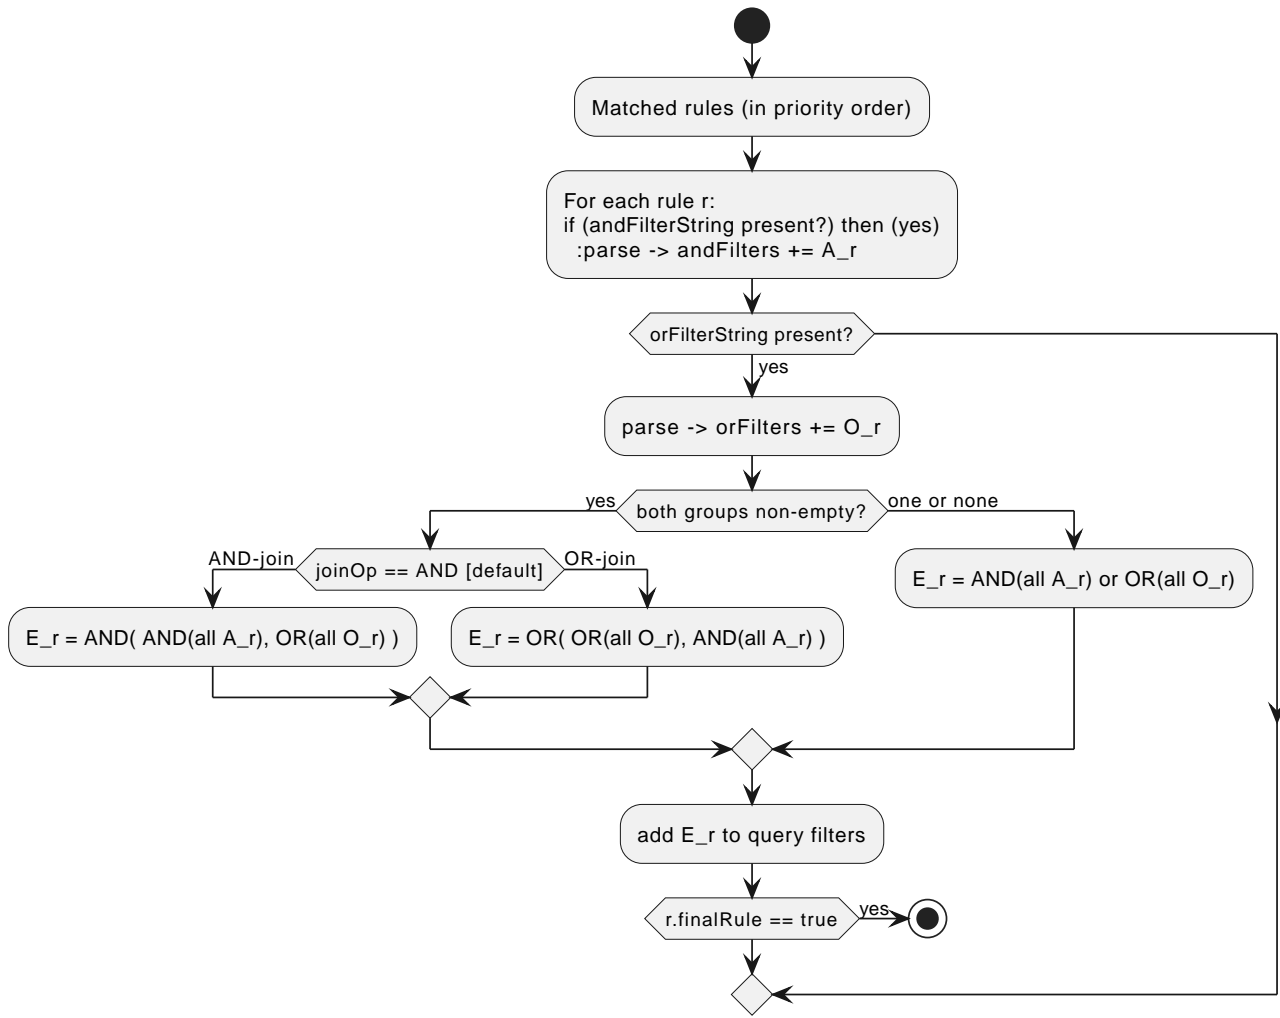 Matched rules (in priority order)
For each rule r:
if (andFilterString present?) then (yes)
:parse -> andFilters += A_r
orFilterString present?
yes
parse -> orFilters += O_r
yes
both groups non-empty?
one or none
AND-join
joinOp == AND [default]
OR-join
E_r = AND(all A_r) or OR(all O_r)
E_r = AND( AND(all A_r), OR(all O_r) )
E_r = OR( OR(all O_r), AND(all A_r) )
add E_r to query filters
r.finalRule == true
yes